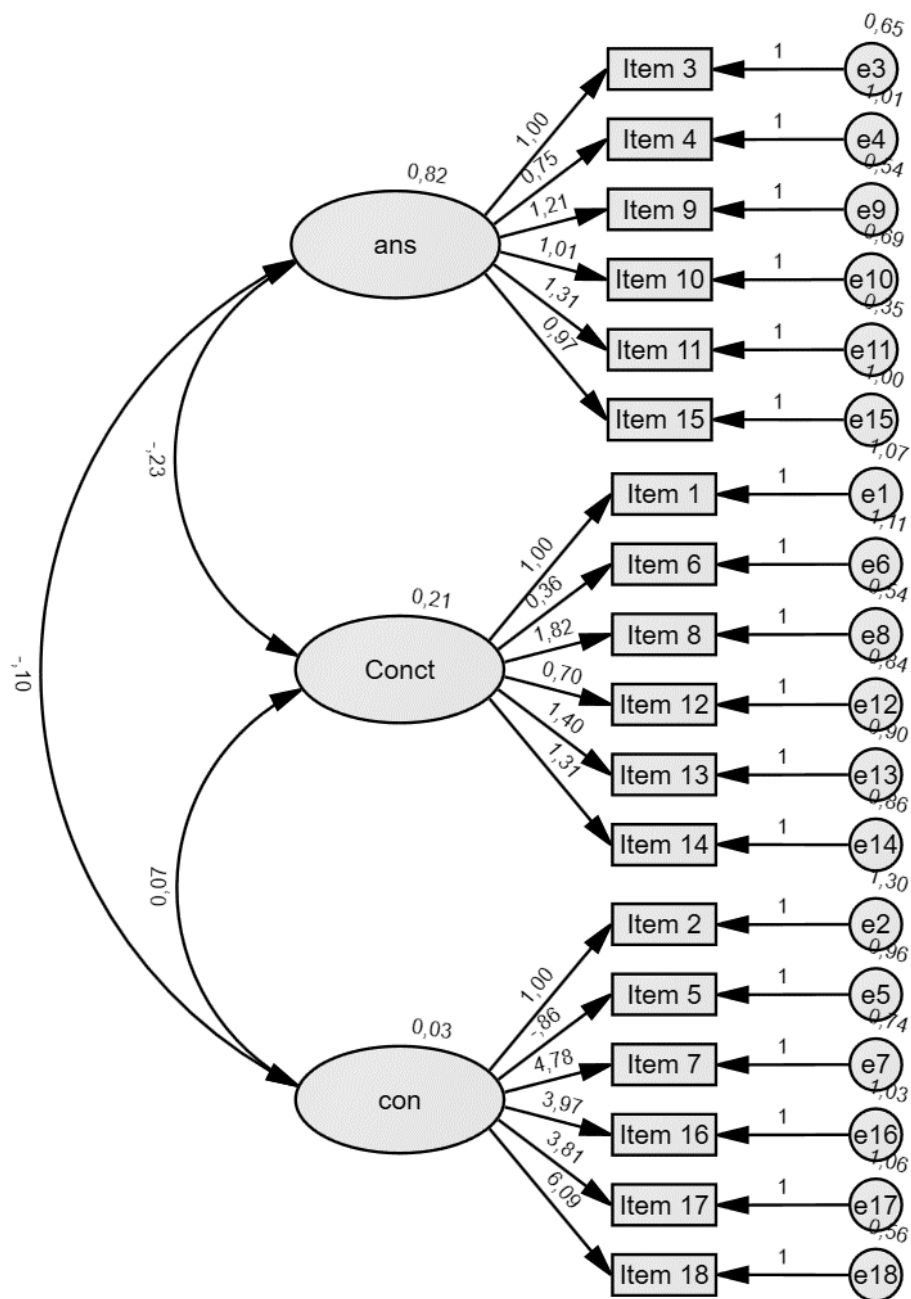 0,65
Item 3
1
e3
1,00
1,01
Item 4
1
e4
0,75
0,54
0,82
ans
Item 9
1
e9
1,21
0,69
Item 10
1
e10
1,01
0,35
Item 11
1
e11
1,31
1,00
Item 15
1
e15
0,97
1,07
-,23
Item 1
1
e1
1,00
1,11
Item 6
1
e6
0,36
0,54
0,21
Conct
Item 8
1
e8
1,82
0,84
-,10
Item 12
1
e12
0,70
0,90
Item 13
1
e13
1,40
0,86
Item 14
1
e14
1,31
1,30
0,07
Item 2
1
e2
1,00
0,96
Item 5
1
e5
-,86
0,74
0,03
con
Item 7
1
e7
4,78
1,03
Item 16
1
e16
3,97
1,06
Item 17
1
e17
3,81
0,56
Item 18
1
e18
6,09